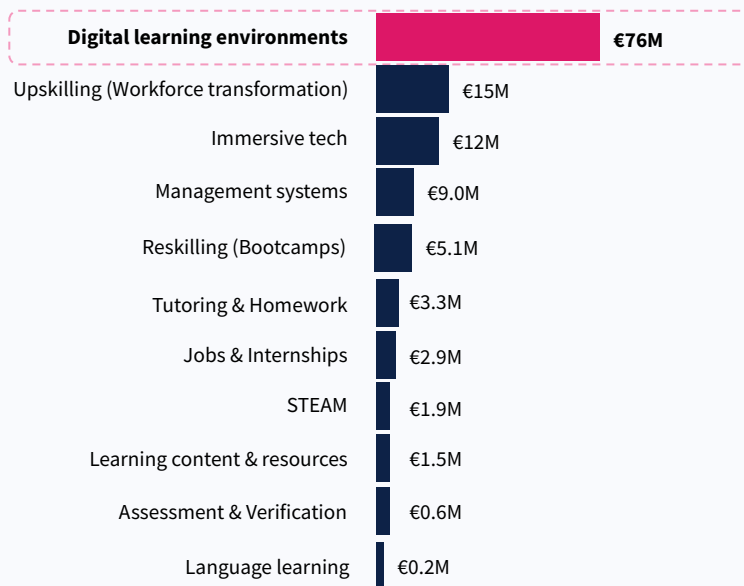 Digital learning environments €76M
Upskilling (Workforce transformation) €15M
Immersive tech €12M
Management systems €9.0M
Reskilling (Bootcamps) €5.1M
Tutoring & Homework €3.3M
Jobs & Internships €2.9M
STEAM €1.9M
Learning content & resources €1.5M
Assessment & Verification €0.6M
Language learning €0.2M